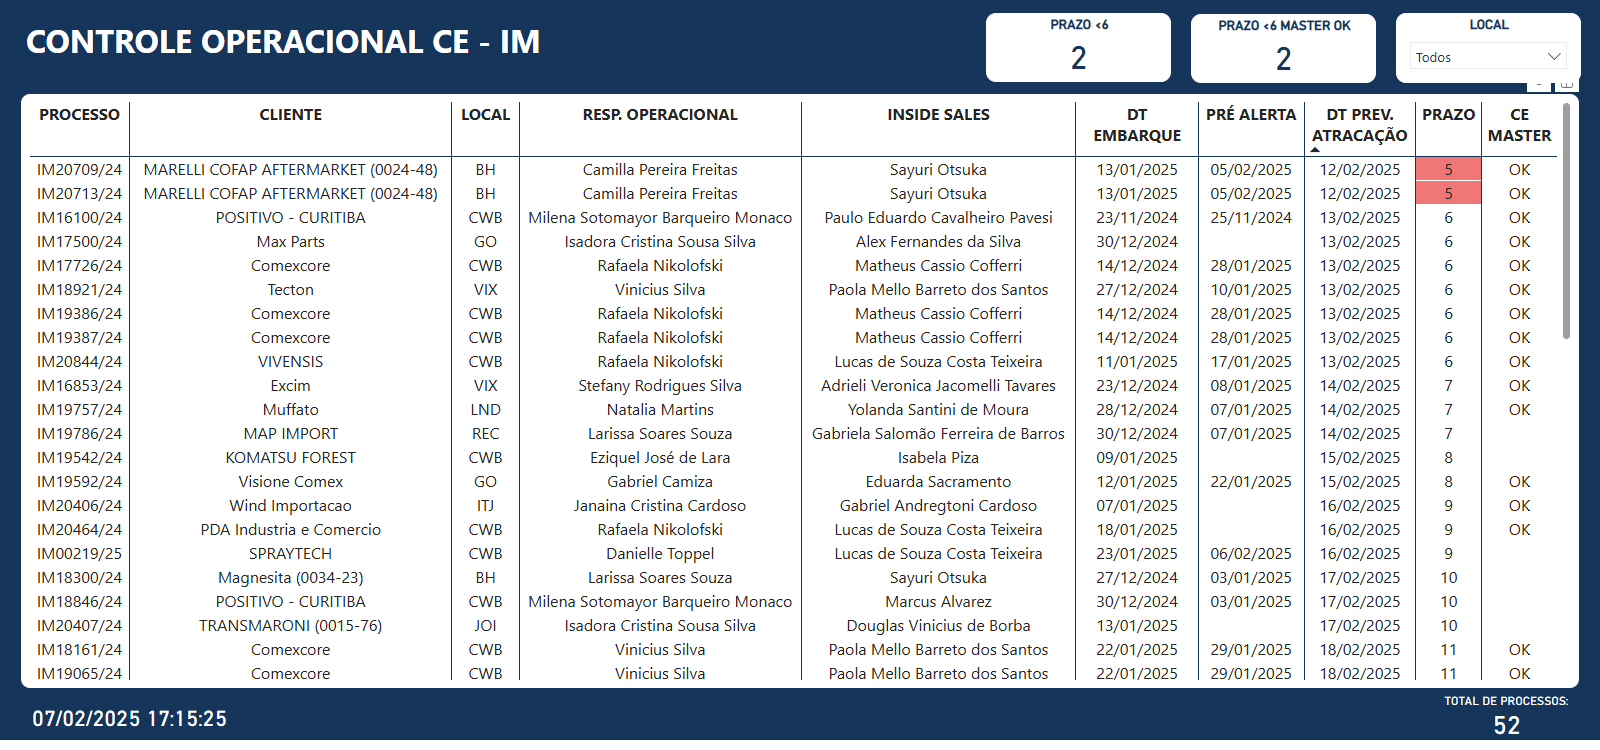 CONTROLE OPERACIONAL CE - IM
PRAZO <6
2
PRAZO <6 MASTER OK
2
LOCAL
Todos
PROCESSO CLIENTE LOCAL RESP. OPERACIONAL INSIDE SALES DT EMBARQUE PRÉ ALERTA DT PREV. ATRACAÇÃO PRAZO CE MASTER
IM20709/24 MARELLI COFAP AFTERMARKET (0024-48) BH Camilla Pereira Freitas Sayuri Otsuka 13/01/2025 05/02/2025 12/02/2025 5 OK
IM20713/24 MARELLI COFAP AFTERMARKET (0024-48) BH Camilla Pereira Freitas Sayuri Otsuka 13/01/2025 05/02/2025 12/02/2025 5 OK
IM16100/24 POSITIVO - CURITIBA CWB Milena Sotomayor Barqueiro Monaco Paulo Eduardo Cavalheiro Pavesi 23/11/2024 25/11/2024 13/02/2025 6 OK
IM17500/24 Max Parts GO Isadora Cristina Sousa Silva Alex Fernandes da Silva 30/12/2024 13/02/2025 6 OK
IM17726/24 Comexcore CWB Rafaela Nikolofski Matheus Cassio Cofferri 14/12/2024 28/01/2025 13/02/2025 6 OK
IM18921/24 Tecton VIX Vinicius Silva Paola Mello Barreto dos Santos 27/12/2024 10/01/2025 13/02/2025 6 OK
IM19386/24 Comexcore CWB Rafaela Nikolofski Matheus Cassio Cofferri 14/12/2024 28/01/2025 13/02/2025 6 OK
IM19387/24 Comexcore CWB Rafaela Nikolofski Matheus Cassio Cofferri 14/12/2024 28/01/2025 13/02/2025 6 OK
IM20844/24 VIVENSIS CWB Rafaela Nikolofski Lucas de Souza Costa Teixeira 11/01/2025 17/01/2025 13/02/2025 6 OK
IM16853/24 Excim VIX Stefany Rodrigues Silva Adrieli Veronica Jacomelli Tavares 23/12/2024 08/01/2025 14/02/2025 7 OK
IM19757/24 Muffato LND Natalia Martins Yolanda Santini de Moura 28/12/2024 07/01/2025 14/02/2025 7 OK
IM19786/24 MAP IMPORT REC Larissa Soares Souza Gabriela Salomão Ferreira de Barros 30/12/2024 07/01/2025 14/02/2025 7
IM19542/24 KOMATSU FOREST CWB Eziquel José de Lara Isabela Piza 09/01/2025 15/02/2025 8
IM19592/24 Visione Comex GO Gabriel Camiza Eduarda Sacramento 12/01/2025 22/01/2025 15/02/2025 8 OK
IM20406/24 Wind Importacao ITJ Janaina Cristina Cardoso Gabriel Andregtoni Cardoso 07/01/2025 16/02/2025 9 OK
IM20464/24 PDA Industria e Comercio CWB Rafaela Nikolofski Lucas de Souza Costa Teixeira 18/01/2025 16/02/2025 9 OK
IM00219/25 SPRAYTECH CWB Danielle Toppel Lucas de Souza Costa Teixeira 23/01/2025 06/02/2025 16/02/2025 9
IM18300/24 Magnesita (0034-23) BH Larissa Soares Souza Sayuri Otsuka 27/12/2024 03/01/2025 17/02/2025 10
IM18846/24 POSITIVO - CURITIBA CWB Milena Sotomayor Barqueiro Monaco Marcus Alvarez 30/12/2024 03/01/2025 17/02/2025 10
IM20407/24 TRANSMARONI (0015-76) JOI Isadora Cristina Sousa Silva Douglas Vinicius de Borba 13/01/2025 17/02/2025 10
IM18161/24 Comexcore CWB Vinicius Silva Paola Mello Barreto dos Santos 22/01/2025 29/01/2025 18/02/2025 11 OK
IM19065/24 Comexcore CWB Vinicius Silva Paola Mello Barreto dos Santos 22/01/2025 29/01/2025 18/02/2025 11 OK
07/02/2025 17:15:25
TOTAL DE PROCESSOS:
52